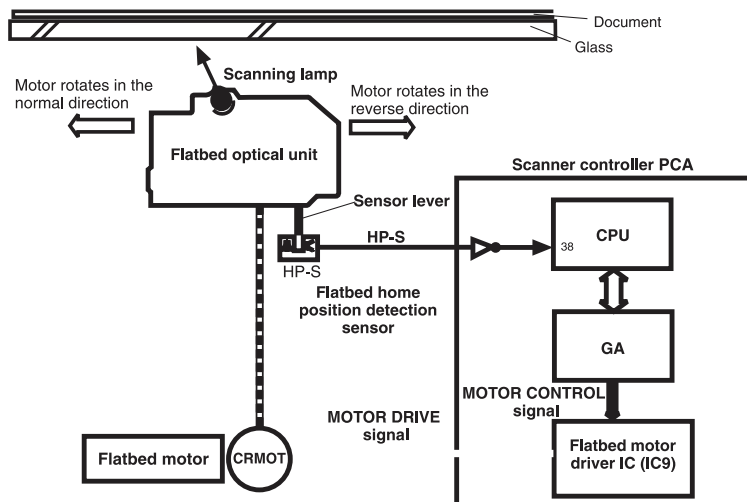 Document
Glass
Scanning lamp
Motor rotates in the
normal direction
Motor rotates in the
reverse direction
Flatbed optical unit
Scanner controller PCA
Sensor lever
HP-S
38
CPU
HP-S
Flatbed home
position detection
sensor
GA
MOTOR CONTROL
signal
MOTOR DRIVE
signal
Flatbed motor
CRMOT
Flatbed motor
driver IC (IC9)